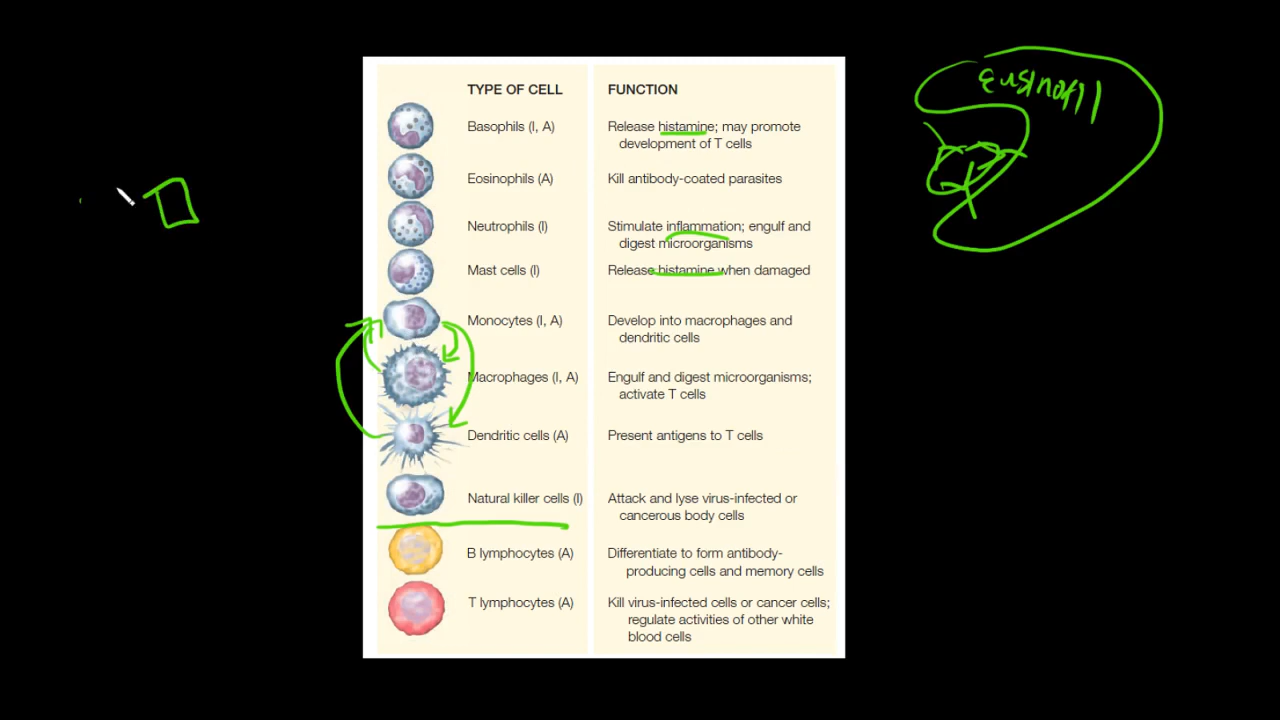 TYPE OF CELL FUNCTION
Basophils (I, A) Release histamine; may promote
development of T cells
Eosinophils (A) Kill antibody-coated parasites
Neutrophils (I) Stimulate inflammation; engulf and
digest microorganisms
Mast cells (I) Release histamine when damaged
Monocytes (I, A) Develop into macrophages and
dendritic cells
Macrophages (I, A) Engulf and digest microorganisms;
activate T cells
Dendritic cells (A) Present antigens to T cells
Natural killer cells (I) Attack and lyse virus-infected or
cancerous body cells
B lymphocytes (A) Differentiate to form antibody-
producing cells and memory cells
T lymphocytes (A) Kill virus-infected cells or cancer cells;
regulate activities of other white
blood cells